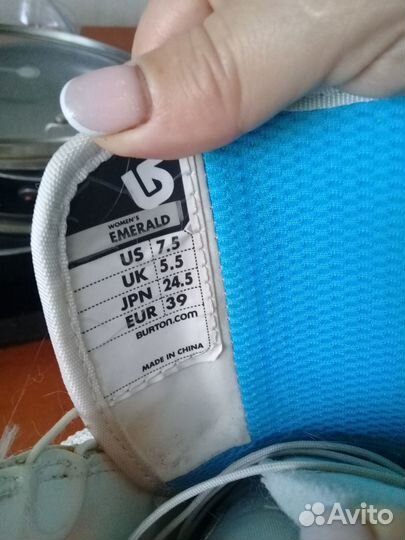 WOMEN'S
EMERALD
US 7.5
UK 5.5
JPN 24.5
EUR 39
BURTON.COM
MADE IN CHINA
Avito